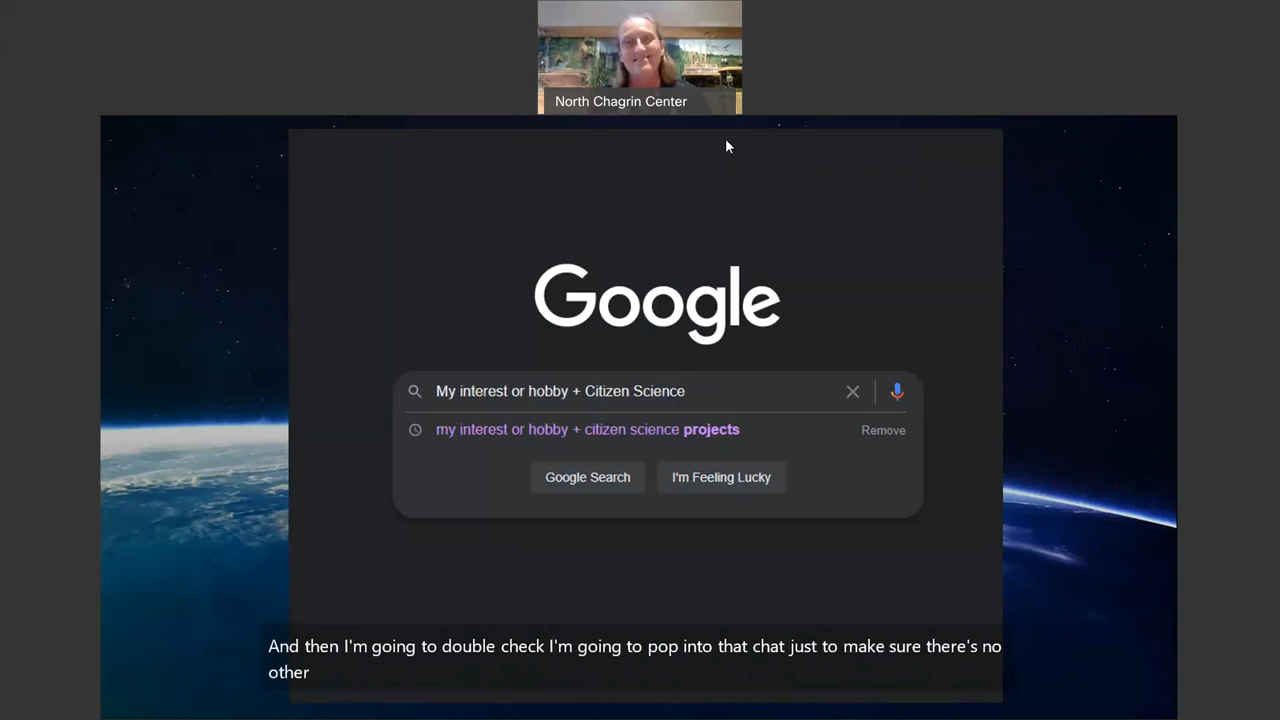 North Chagrin Center
Google
My interest or hobby + Citizen Science
my interest or hobby + citizen science projects
Remove
Google Search
I'm Feeling Lucky
And then I'm going to double check I'm going to pop into that chat just to make sure there's no
other